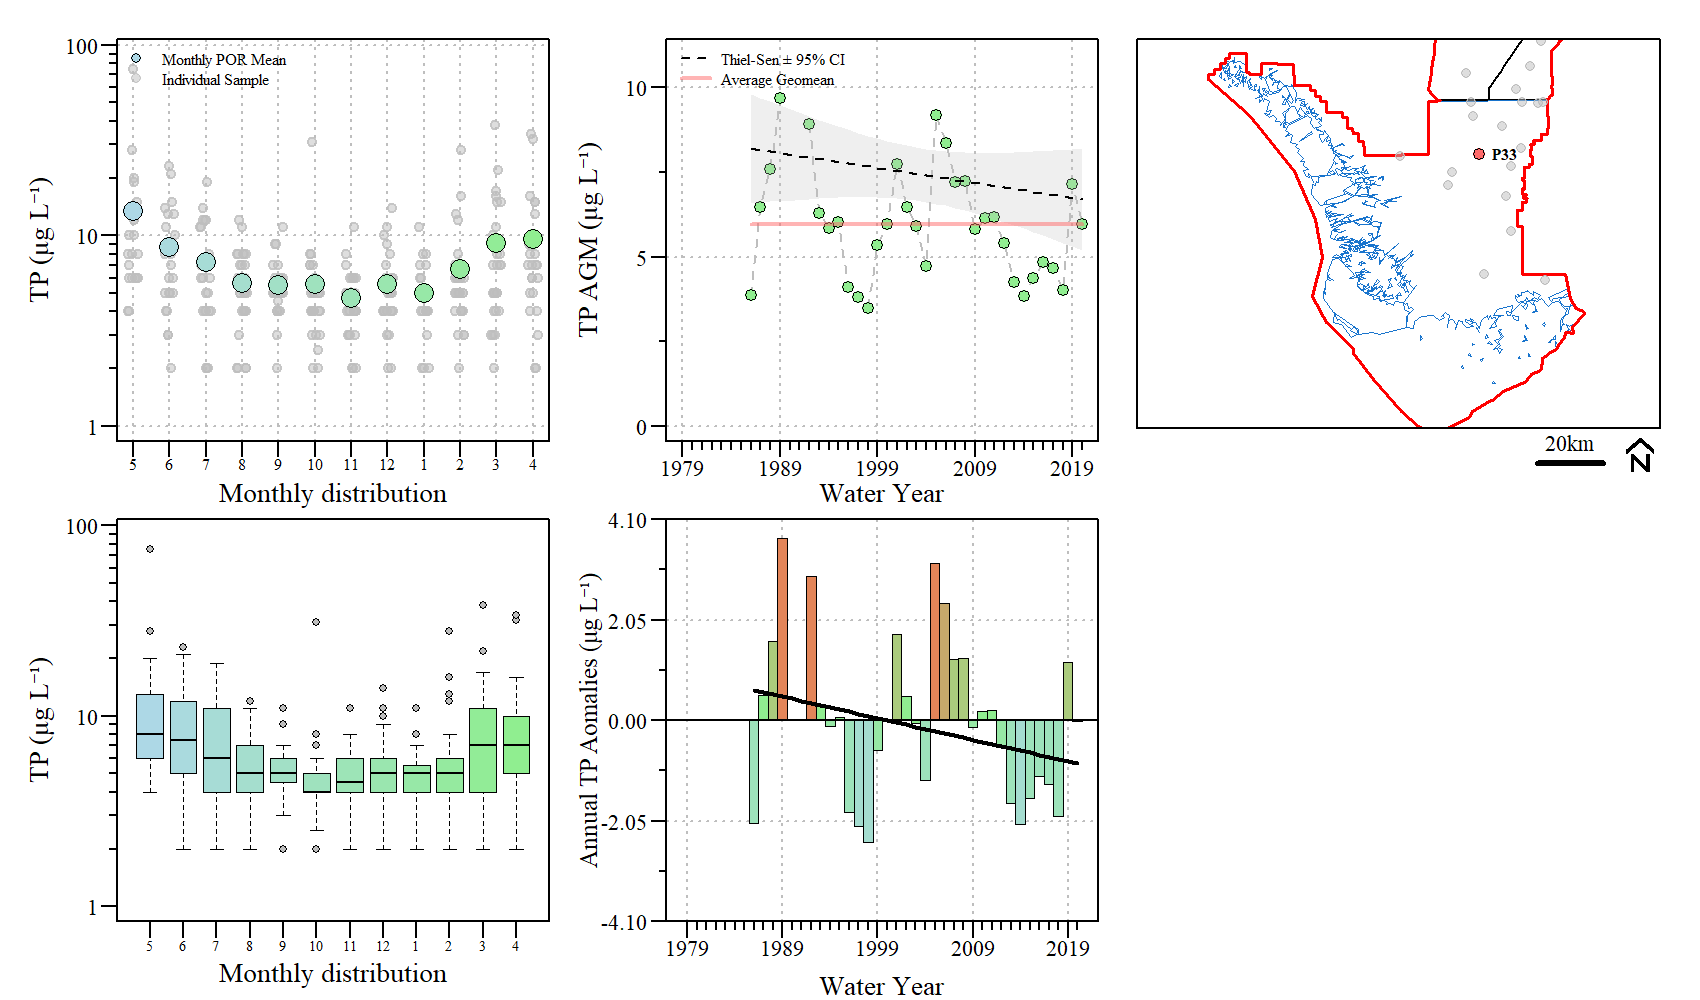 100
10
1
TP (µg L⁻¹)
Monthly POR Mean
Individual Sample
5 6 7 8 9 10 11 12 1 2 3 4
Monthly distribution
10
5
0
TP AGM (µg L⁻¹)
Thiel-Sen ± 95% CI
Average Geomean
1979 1989 1999 2009 2019
Water Year
P33
20km
N
100
10
1
TP (µg L⁻¹)
5 6 7 8 9 10 11 12 1 2 3 4
Monthly distribution
4.10
2.05
0.00
-2.05
-4.10
Annual TP Aomalies (µg L⁻¹)
1979 1989 1999 2009 2019
Water Year